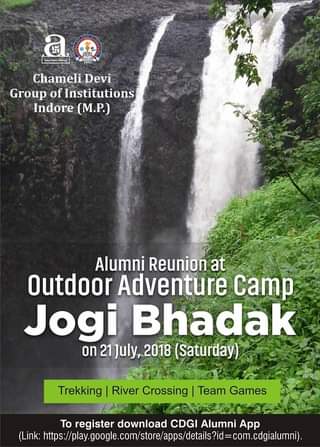 a
Chameli Devi
Group of Institutions
Indore (M.P.)
Alumni Reunion at
Outdoor Adventure Camp
Jogi Bhadak
on 21 July, 2018 (Saturday)
Trekking | River Crossing | Team Games
To register download CDGI Alumni App
(Link: https://play.google.com/store/apps/details?id=com.cdgialumni).